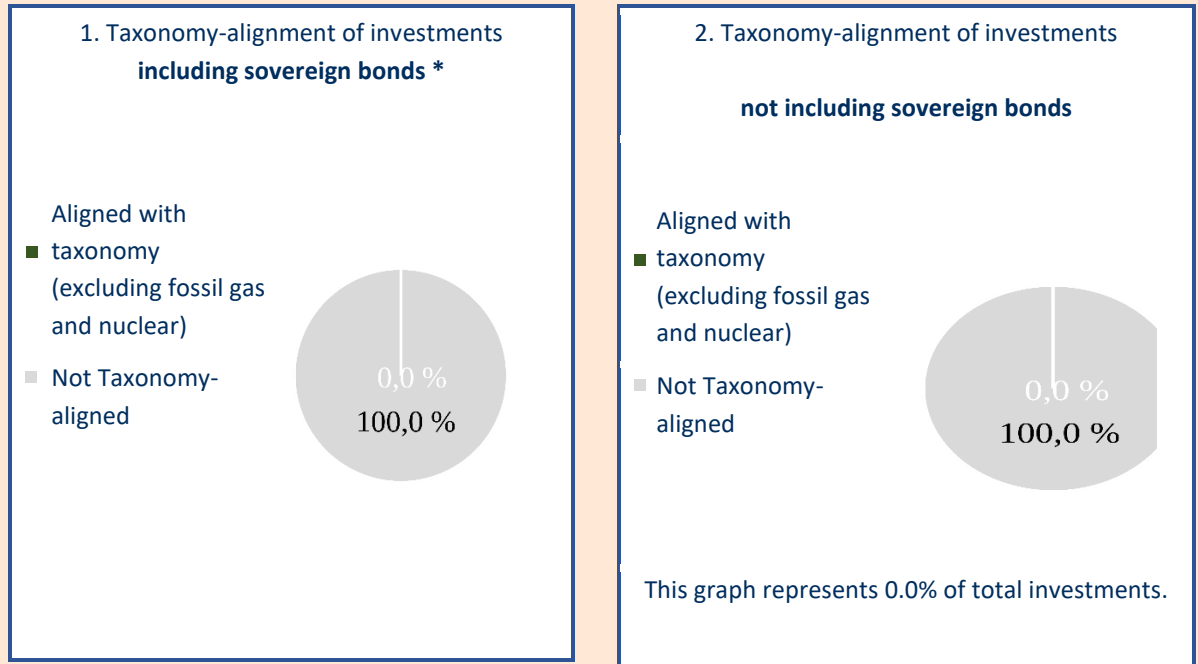 1. Taxonomy-alignment of investments
including sovereign bonds *
Aligned with
taxonomy
(excluding fossil gas
and nuclear)
Not Taxonomy-
aligned
0,0 %
100,0 %
2. Taxonomy-alignment of investments
not including sovereign bonds
Aligned with
taxonomy
(excluding fossil gas
and nuclear)
Not Taxonomy-
aligned
0,0 %
100,0 %
This graph represents 0.0% of total investments.